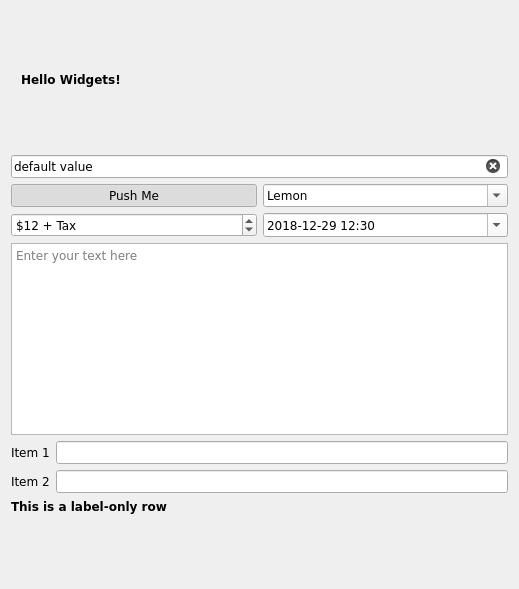 Hello Widgets!
default value
Push Me
Lemon
$12 + Tax
2018-12-29 12:30
Enter your text here
Item 1
Item 2
This is a label-only row